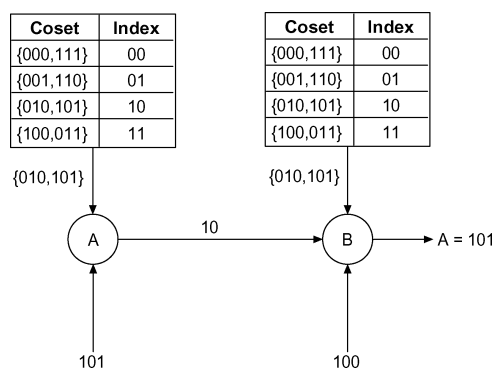 Coset Index
{000,111} 00
{001,110} 01
{010,101} 10
{100,011} 11
Coset Index
{000,111} 00
{001,110} 01
{010,101} 10
{100,011} 11
{010,101}
{010,101}
A
10
B
A = 101
101
100